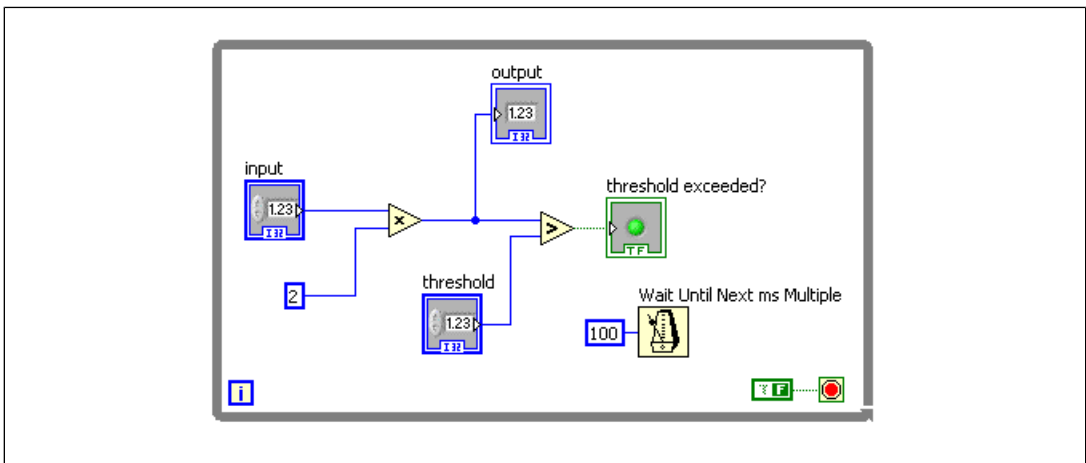 output
1.23
I32
input
1.23
I32
threshold exceeded?
TF
x
>
2
threshold
1.23
I32
Wait Until Next ms Multiple
100
i
F